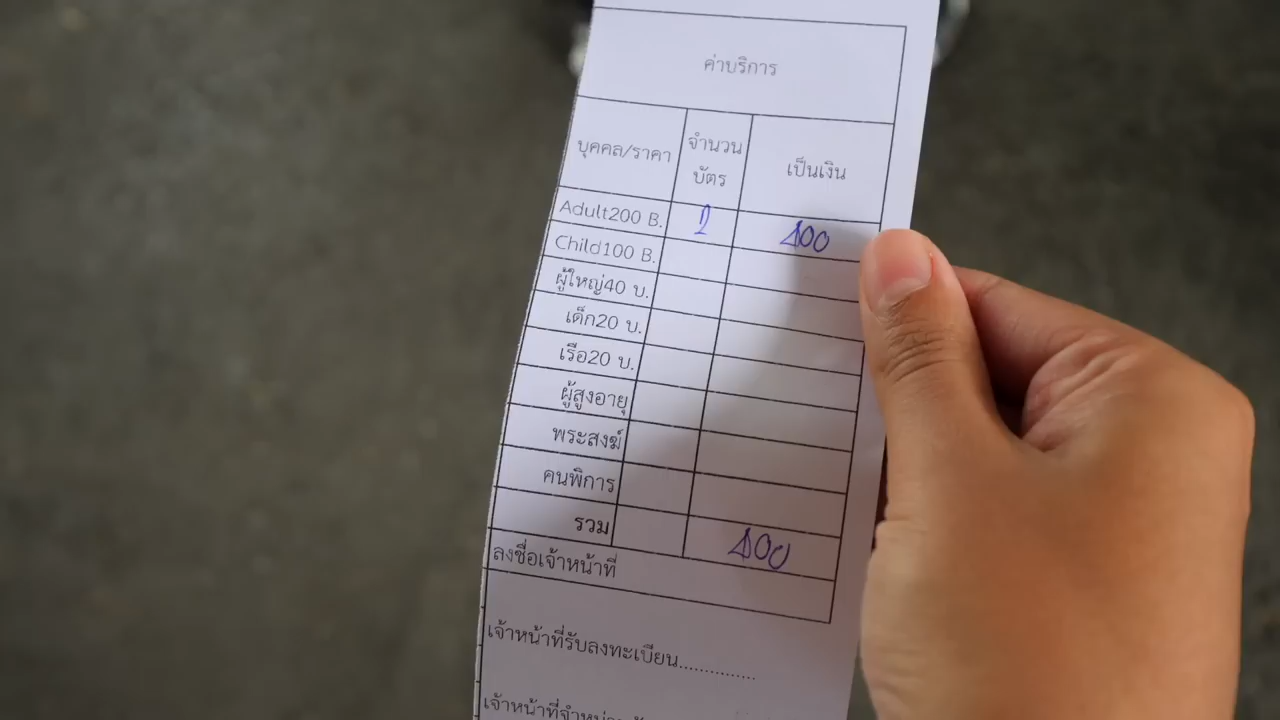 ค่าบริการ
บุคคล/ราคา จำนวนบัตร เป็นเงิน
Adult200 B. 2 400
Child100 B.
ผู้ใหญ่40 บ.
เด็ก20 บ.
เรือ20 บ.
ผู้สูงอายุ
พระสงฆ์
คนพิการ
รวม 400
ลงชื่อเจ้าหน้าที่
เจ้าหน้าที่รับลงทะเบียน..............